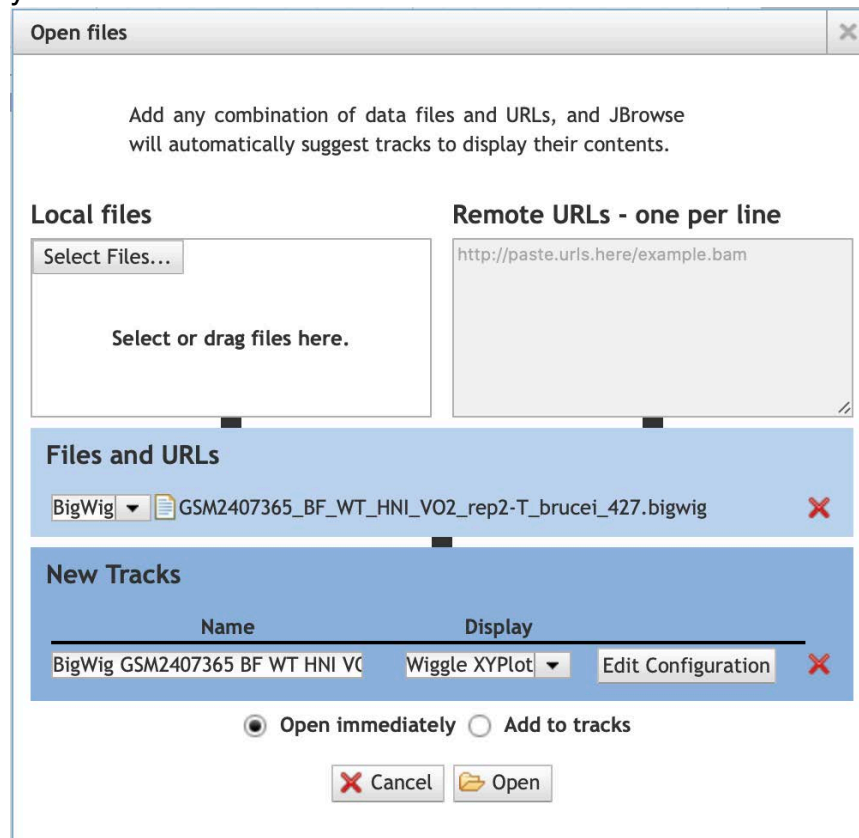 Open files
Add any combination of data files and URLs, and JBrowse
will automatically suggest tracks to display their contents.
Local files
Remote URLs - one per line
Select Files...
http://paste.urls.here/example.bam
Select or drag files here.
Files and URLs
BigWig GSM2407365_BF_WT_HNI_VO2_rep2-T_brucei_427.bigwig
New Tracks
Name Display
BigWig GSM2407365 BF WT HNI VO Wiggle XYPlot Edit Configuration
Open immediately Add to tracks
Cancel Open